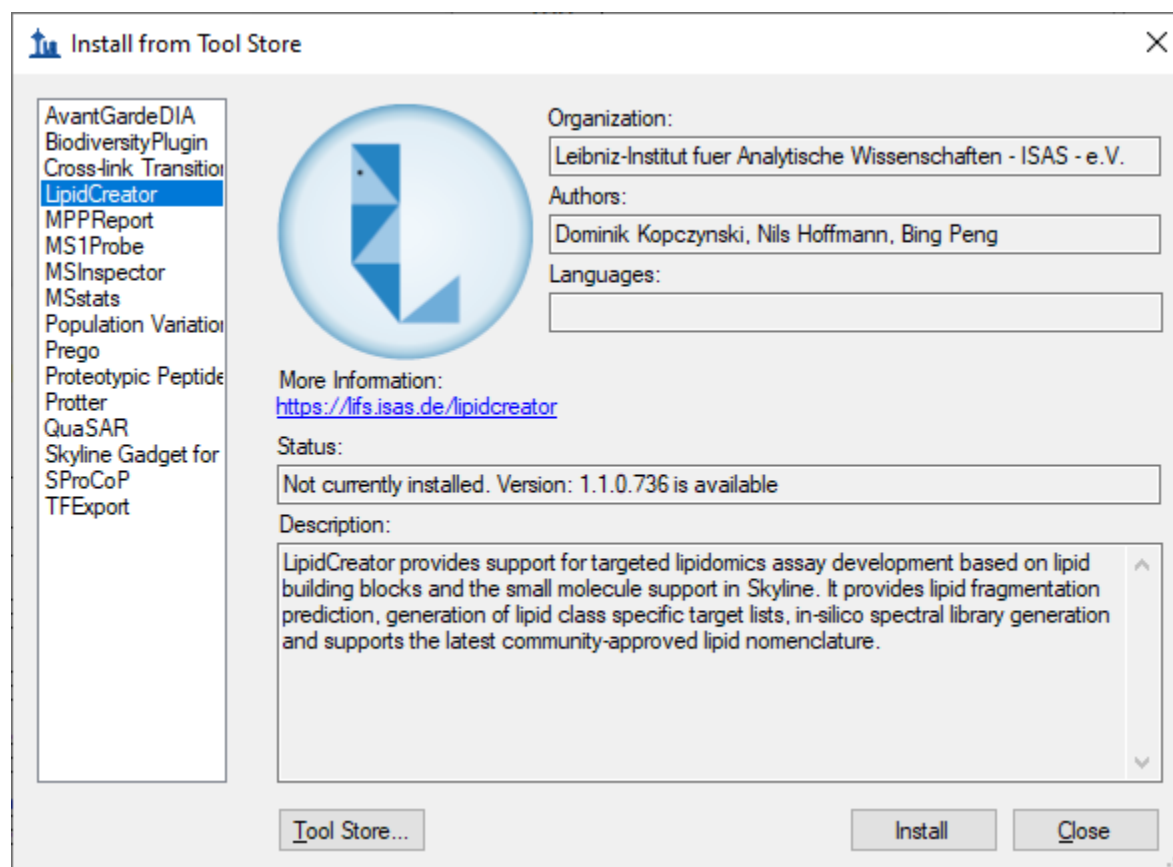 Install from Tool Store
AvantGardeDIA
BiodiversityPlugin
Cross-link Transition
LipidCreator
MPPReport
MS1Probe
MSInspector
MSstats
Population Variation
Prego
Proteotypic Peptide
Protter
QuaSAR
Skyline Gadget for
SProCoP
TFExport
Organization:
Leibniz-Institut fuer Analytische Wissenschaften - ISAS - e.V.
Authors:
Dominik Kopczynski, Nils Hoffmann, Bing Peng
Languages:
More Information:
https://lifs.isas.de/lipidcreator
Status:
Not currently installed. Version: 1.1.0.736 is available
Description:
LipidCreator provides support for targeted lipidomics assay development based on lipid
building blocks and the small molecule support in Skyline. It provides lipid fragmentation
prediction, generation of lipid class specific target lists, in-silico spectral library generation
and supports the latest community-approved lipid nomenclature.
Tool Store...
Install
Close